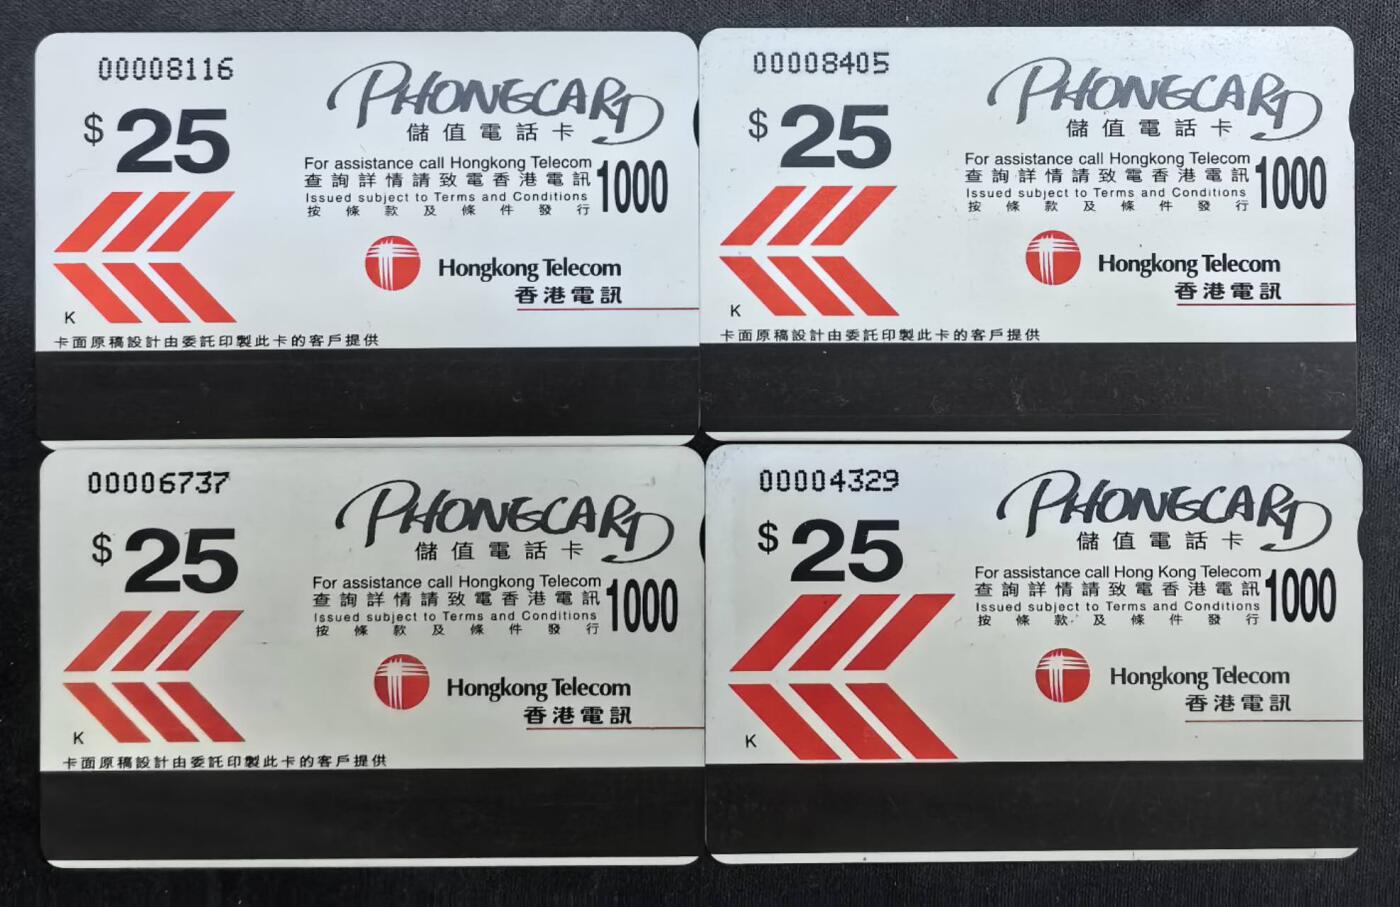 00008116
$ 25
PHONECARD
儲值電話卡
For assistance call Hongkong Telecom
查詢詳情請致電香港電訊
1000
Issued subject to Terms and Conditions
按條款及條件發行
Hongkong Telecom
香港電訊
K
卡面原稿設計由委託印製此卡的客戶提供
00008405
$ 25
PHONECARD
儲值電話卡
For assistance call Hongkong Telecom
查詢詳情請致電香港電訊
1000
Issued subject to Terms and Conditions
按條款及條件發行
Hongkong Telecom
香港電訊
K
卡面原稿設計由委託印製此卡的客戶提供
00006737
$ 25
PHONECARD
儲值電話卡
For assistance call Hongkong Telecom
查詢詳情請致電香港電訊
1000
Issued subject to Terms and Conditions
按條款及條件發行
Hongkong Telecom
香港電訊
K
卡面原稿設計由委託印製此卡的客戶提供
00004329
$ 25
PHONECARD
儲值電話卡
For assistance call Hong Kong Telecom
查詢詳情請致電香港電訊
1000
Issued subject to Terms and Conditions
按條款及條件發行
Hongkong Telecom
香港電訊
K